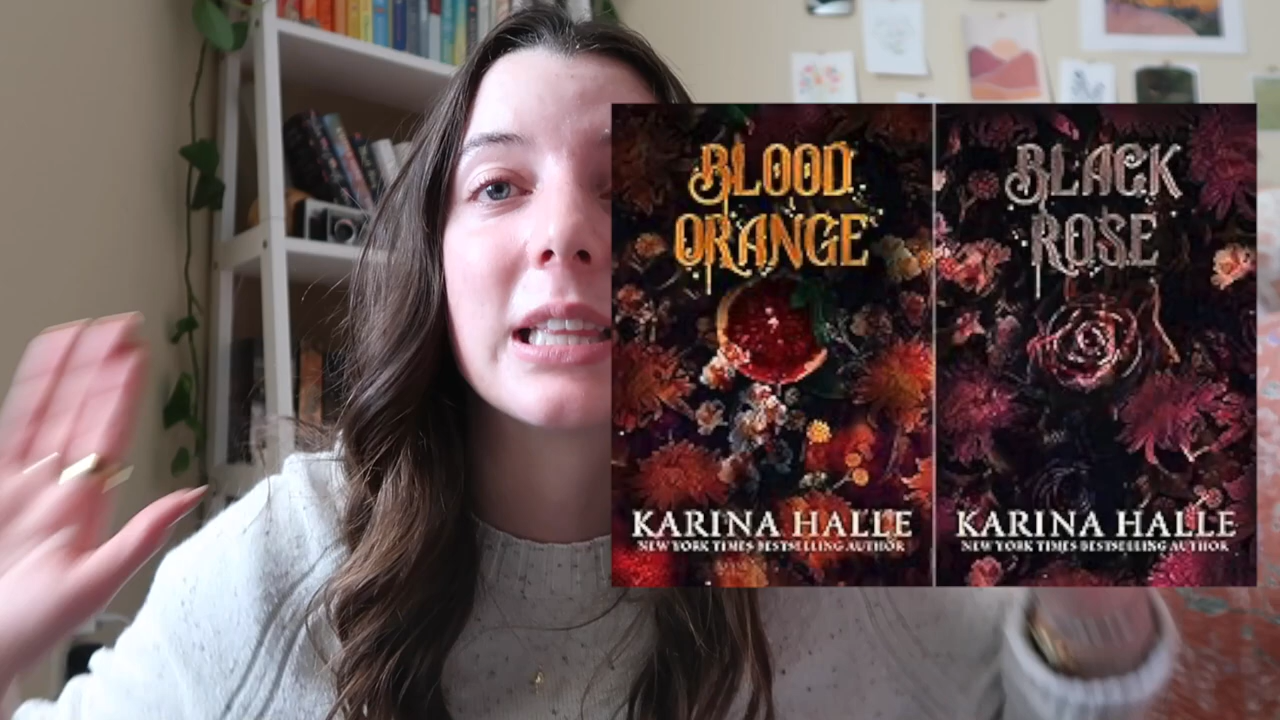 BLOOD
ORANGE
KARINA HALLE
NEW YORK TIMES BESTSELLING AUTHOR
BLACK
ROSE
KARINA HALLE
NEW YORK TIMES BESTSELLING AUTHOR